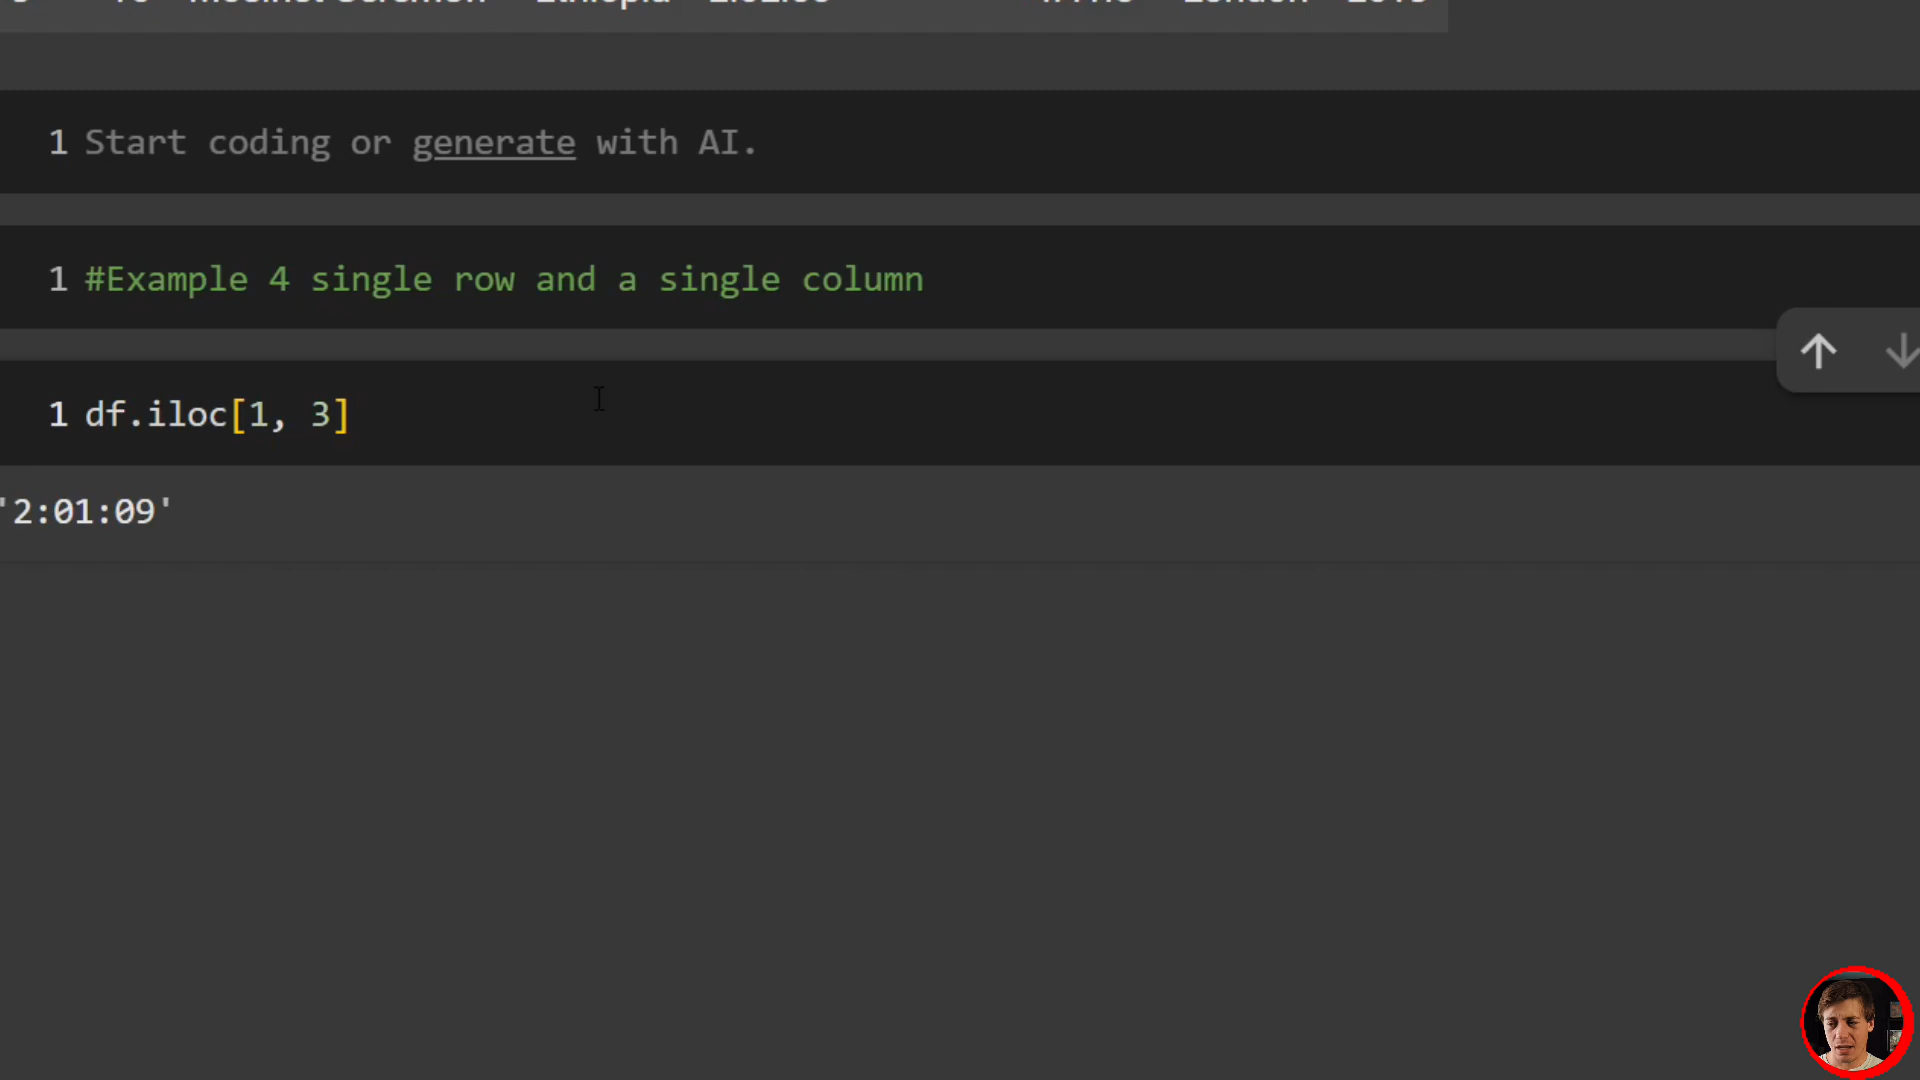 1 Start coding or generate with AI.
1 #Example 4 single row and a single column
1 df.iloc[1, 3]
'2:01:09'